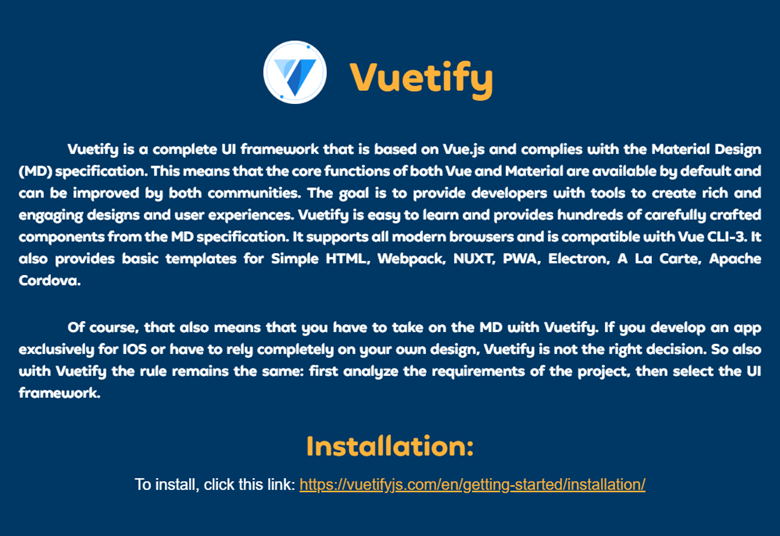 Vuetify
Vuetify is a complete UI framework that is based on Vue.js and complies with the Material Design
(MD) specification. This means that the core functions of both Vue and Material are available by default and
can be improved by both communities. The goal is to provide developers with tools to create rich and
engaging designs and user experiences. Vuetify is easy to learn and provides hundreds of carefully crafted
components from the MD specification. It supports all modern browsers and is compatible with Vue CLI-3. It
also provides basic templates for Simple HTML, Webpack, NUXT, PWA, Electron, A La Carte, Apache
Cordova.
Of course, that also means that you have to take on the MD with Vuetify. If you develop an app
exclusively for IOS or have to rely completely on your own design, Vuetify is not the right decision. So also
with Vuetify the rule remains the same: first analyze the requirements of the project, then select the UI
framework.
Installation:
To install, click this link: https://vuetifyjs.com/en/getting-started/installation/